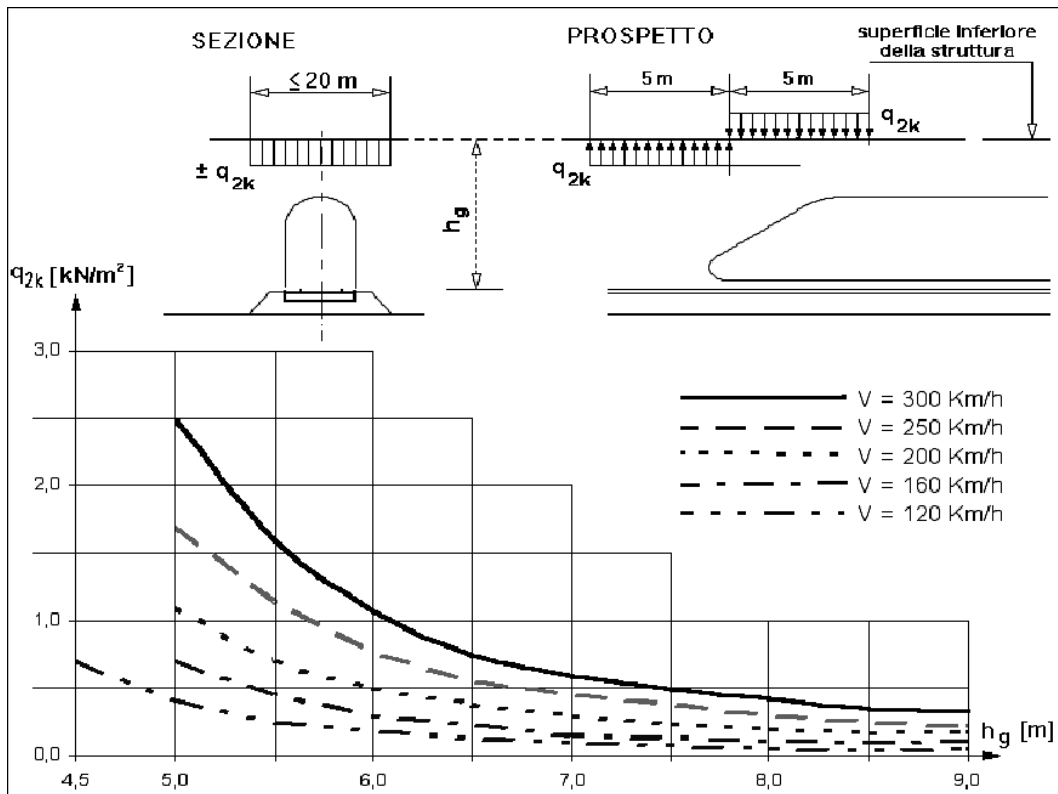 SEZIONE
PROSPETTO
superficie inferiore
della struttura
≤ 20 m
5 m
5 m
q2k
± q2k
q2k
hg
q2k [kN/m²]
3,0
2,0
1,0
0,0
V = 300 Km/h
V = 250 Km/h
V = 200 Km/h
V = 160 Km/h
V = 120 Km/h
hg [m]
4,5 5,0 6,0 7,0 8,0 9,0